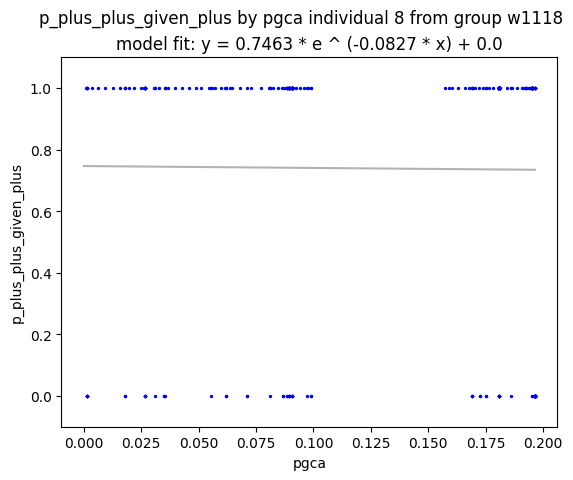 p_plus_plus_given_plus by pgca individual 8 from group w1118
model fit: y = 0.7463 * e ^ (-0.0827 * x) + 0.0
1.0
0.8
0.6
0.4
0.2
0.0
p_plus_plus_given_plus
0.000 0.025 0.050 0.075 0.100 0.125 0.150 0.175 0.200
pgca